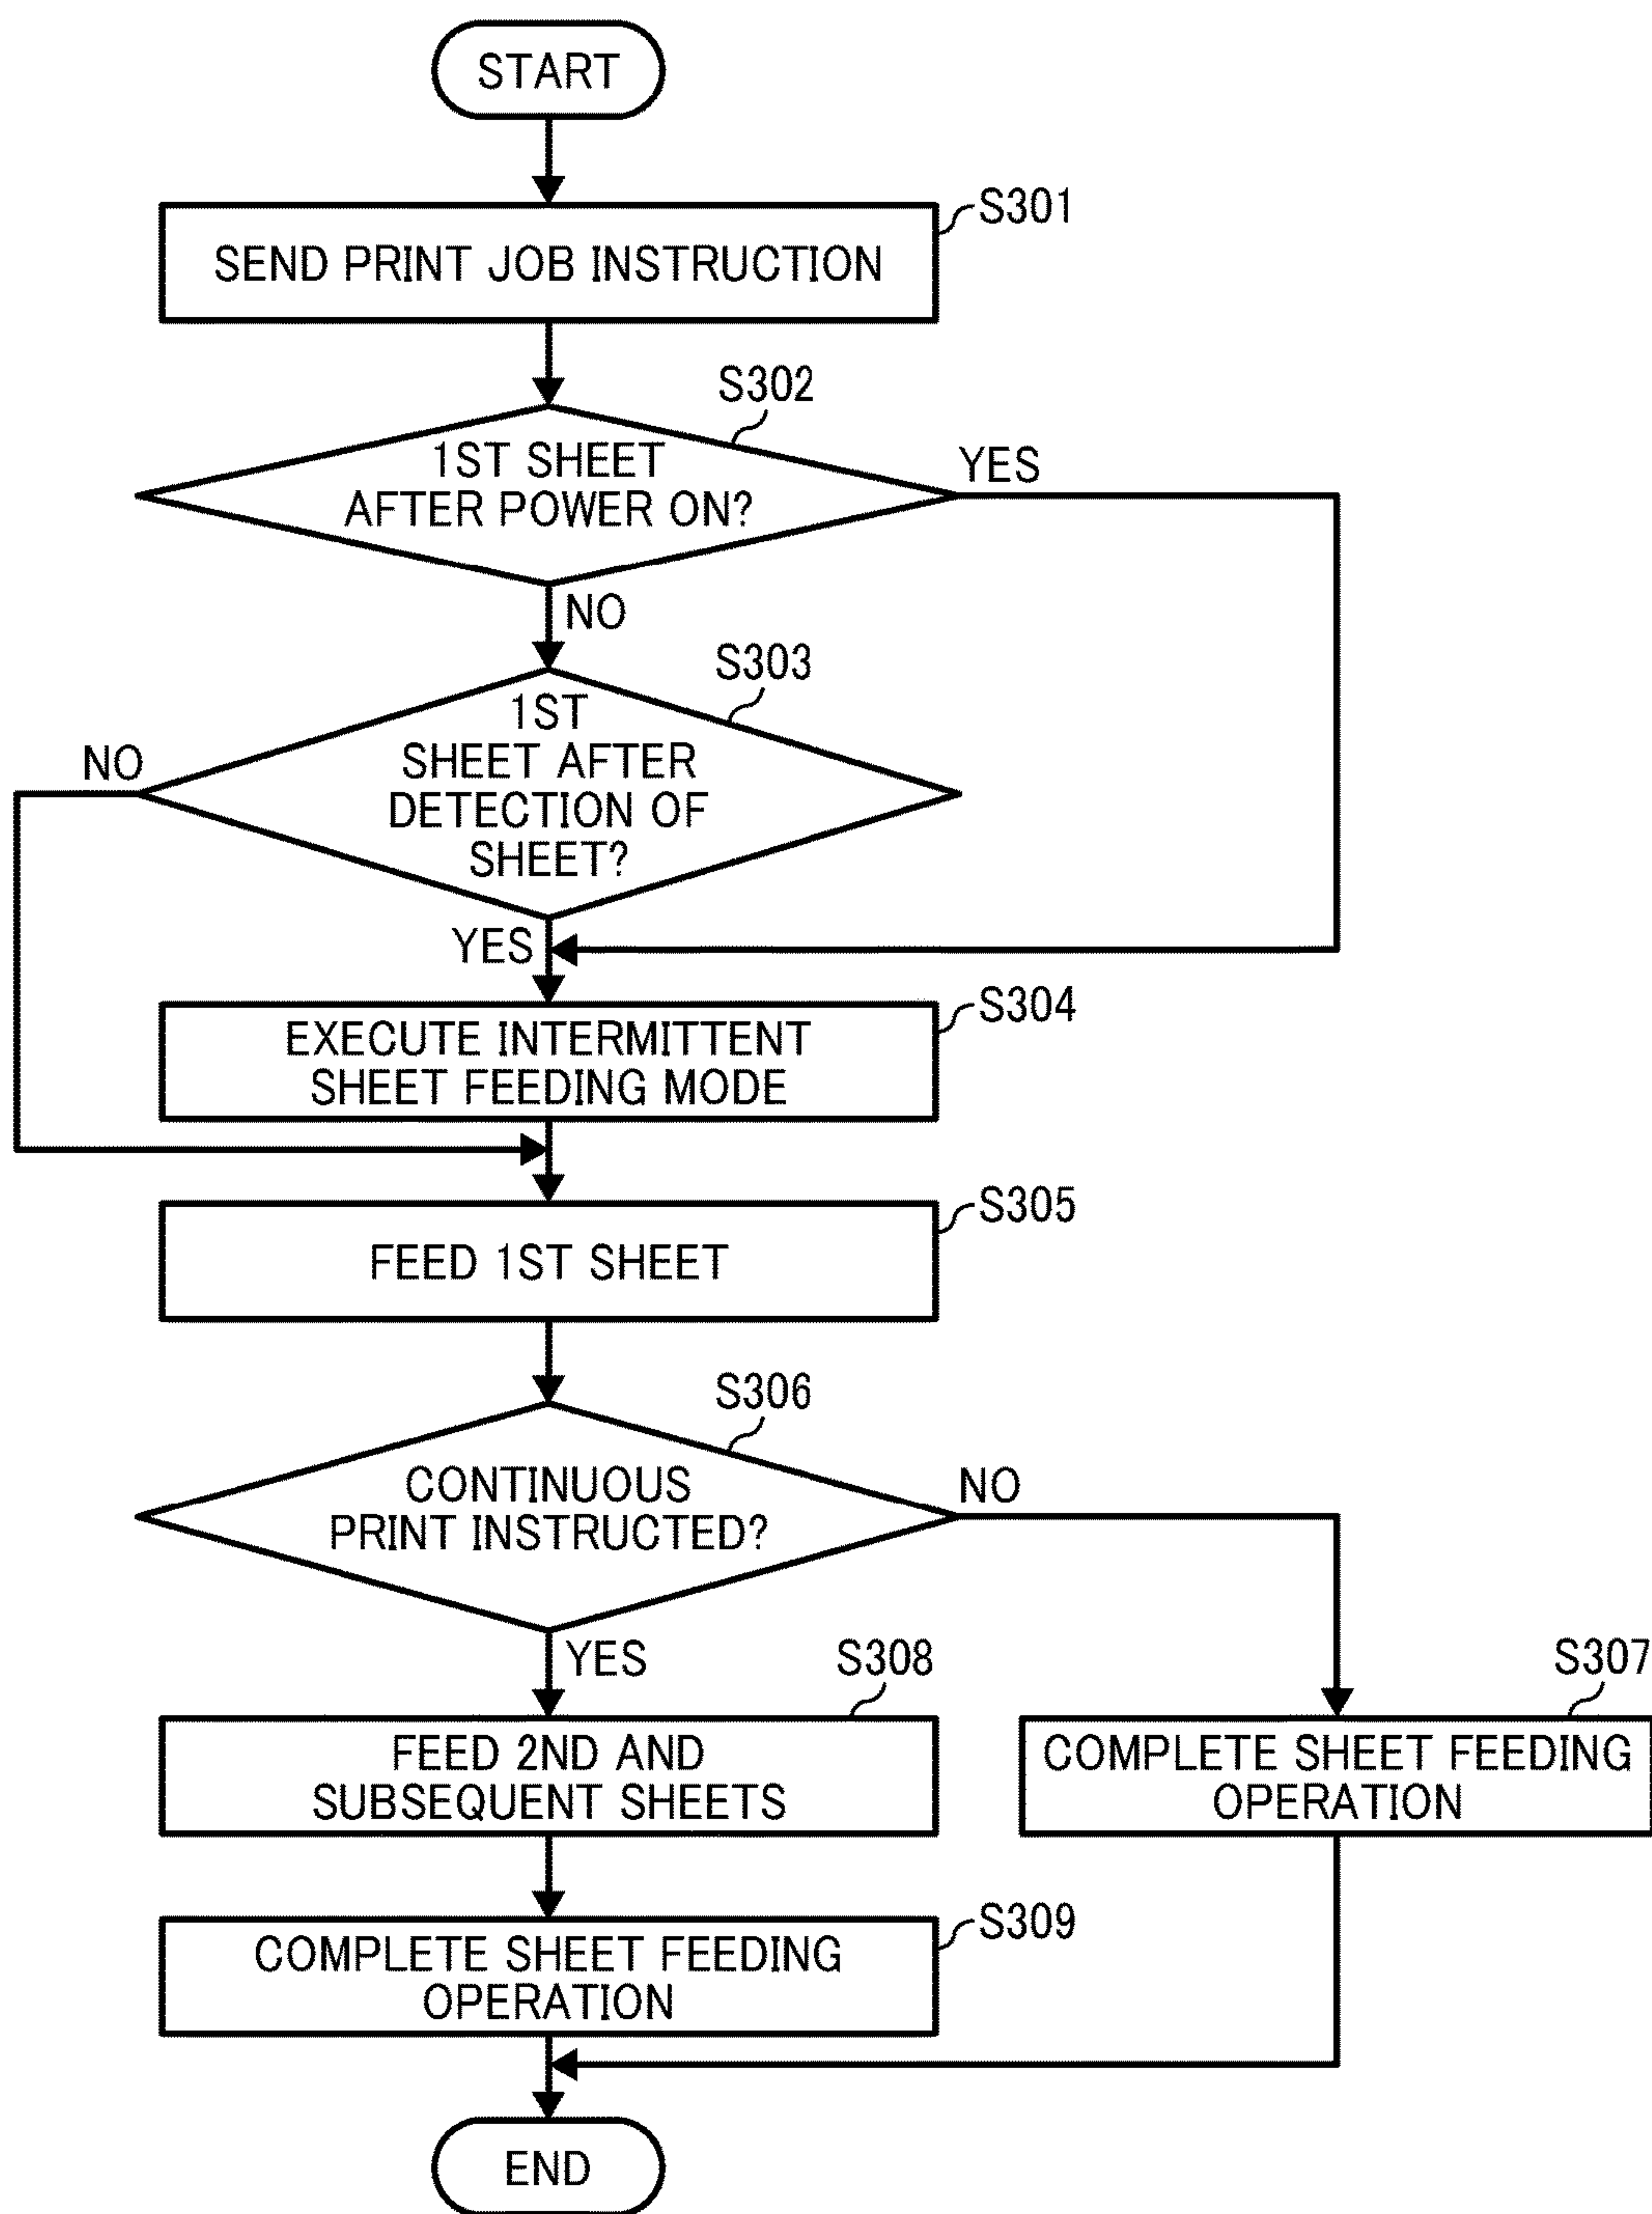 START
S301
SEND PRINT JOB INSTRUCTION
S302
1ST SHEET
AFTER POWER ON?
YES
NO
S303
1ST
SHEET AFTER
DETECTION OF
SHEET?
NO
YES
S304
EXECUTE INTERMITTENT
SHEET FEEDING MODE
S305
FEED 1ST SHEET
S306
CONTINUOUS
PRINT INSTRUCTED?
NO
YES
S308
S307
FEED 2ND AND
SUBSEQUENT SHEETS
COMPLETE SHEET FEEDING
OPERATION
S309
COMPLETE SHEET FEEDING
OPERATION
END